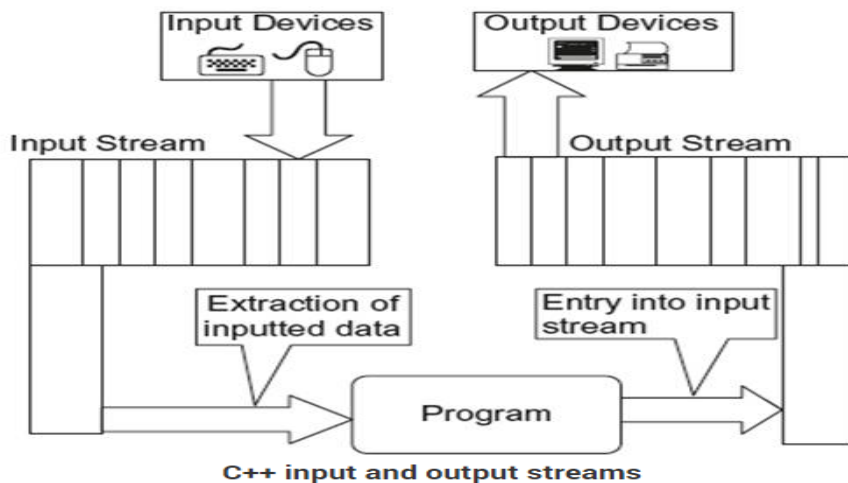 Input Devices
Output Devices
Input Stream
Output Stream
Extraction of
inputted data
Entry into input
stream
Program
C++ input and output streams